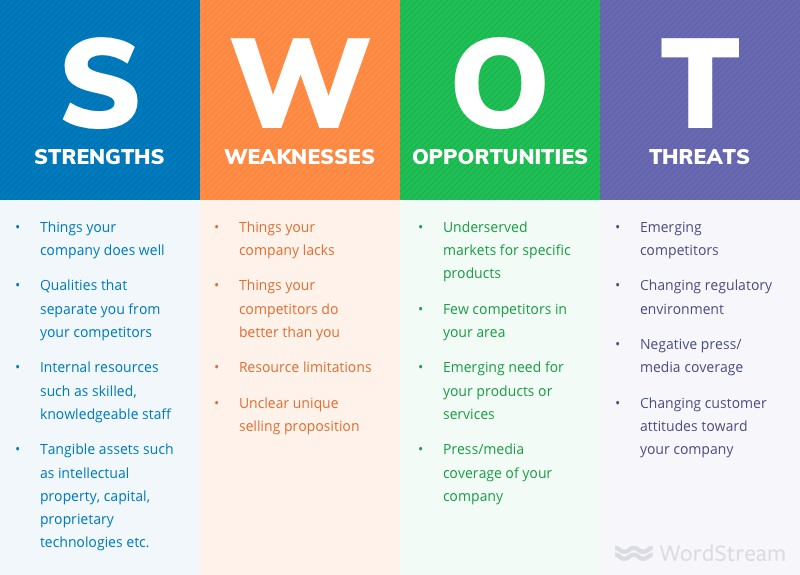 S
STRENGTHS
• Things your
company does well
• Qualities that
separate you from
your competitors
• Internal resources
such as skilled,
knowledgeable staff
• Tangible assets such
as intellectual
property, capital,
proprietary
technologies etc.
W
WEAKNESSES
• Things your
company lacks
• Things your
competitors do
better than you
• Resource limitations
• Unclear unique
selling proposition
O
OPPORTUNITIES
• Underserved
markets for specific
products
• Few competitors in
your area
• Emerging need for
your products or
services
• Press/media
coverage of your
company
T
THREATS
• Emerging
competitors
• Changing regulatory
environment
• Negative press/
media coverage
• Changing customer
attitudes toward
your company
WordStream